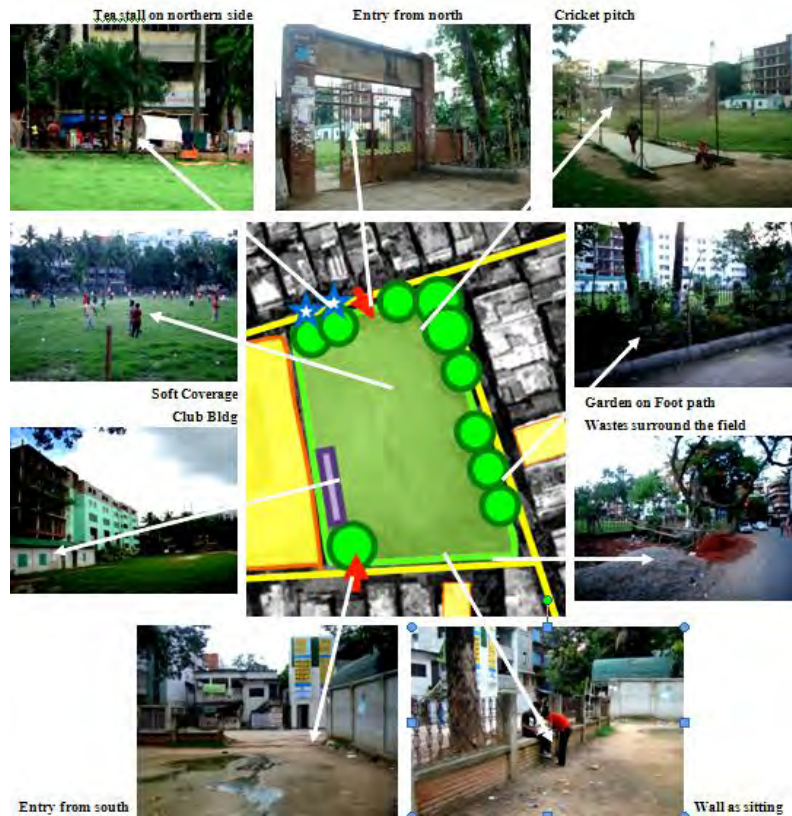 Tea stall on northern side
Entry from north
Cricket pitch
Soft Coverage
Club Bldg
Garden on Foot path
Wastes surround the field
Entry from south
Wall as sitting